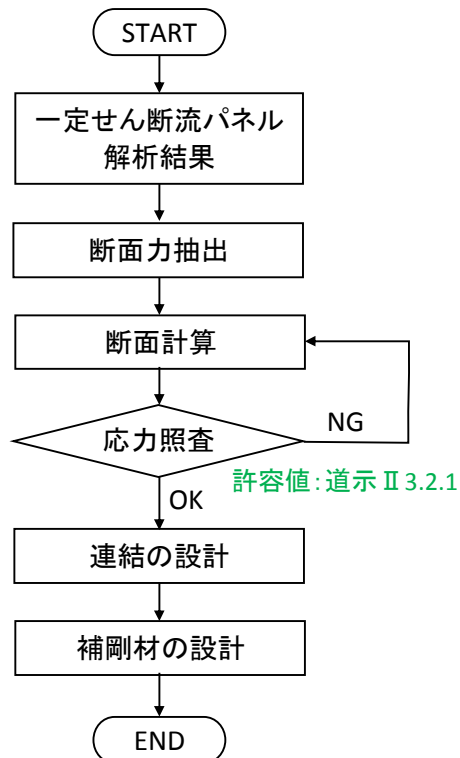 START
一定せん断流パネル
解析結果
断面力抽出
断面計算
応力照査
NG
許容値:道示Ⅱ3.2.1
OK
連結の設計
補剛材の設計
END